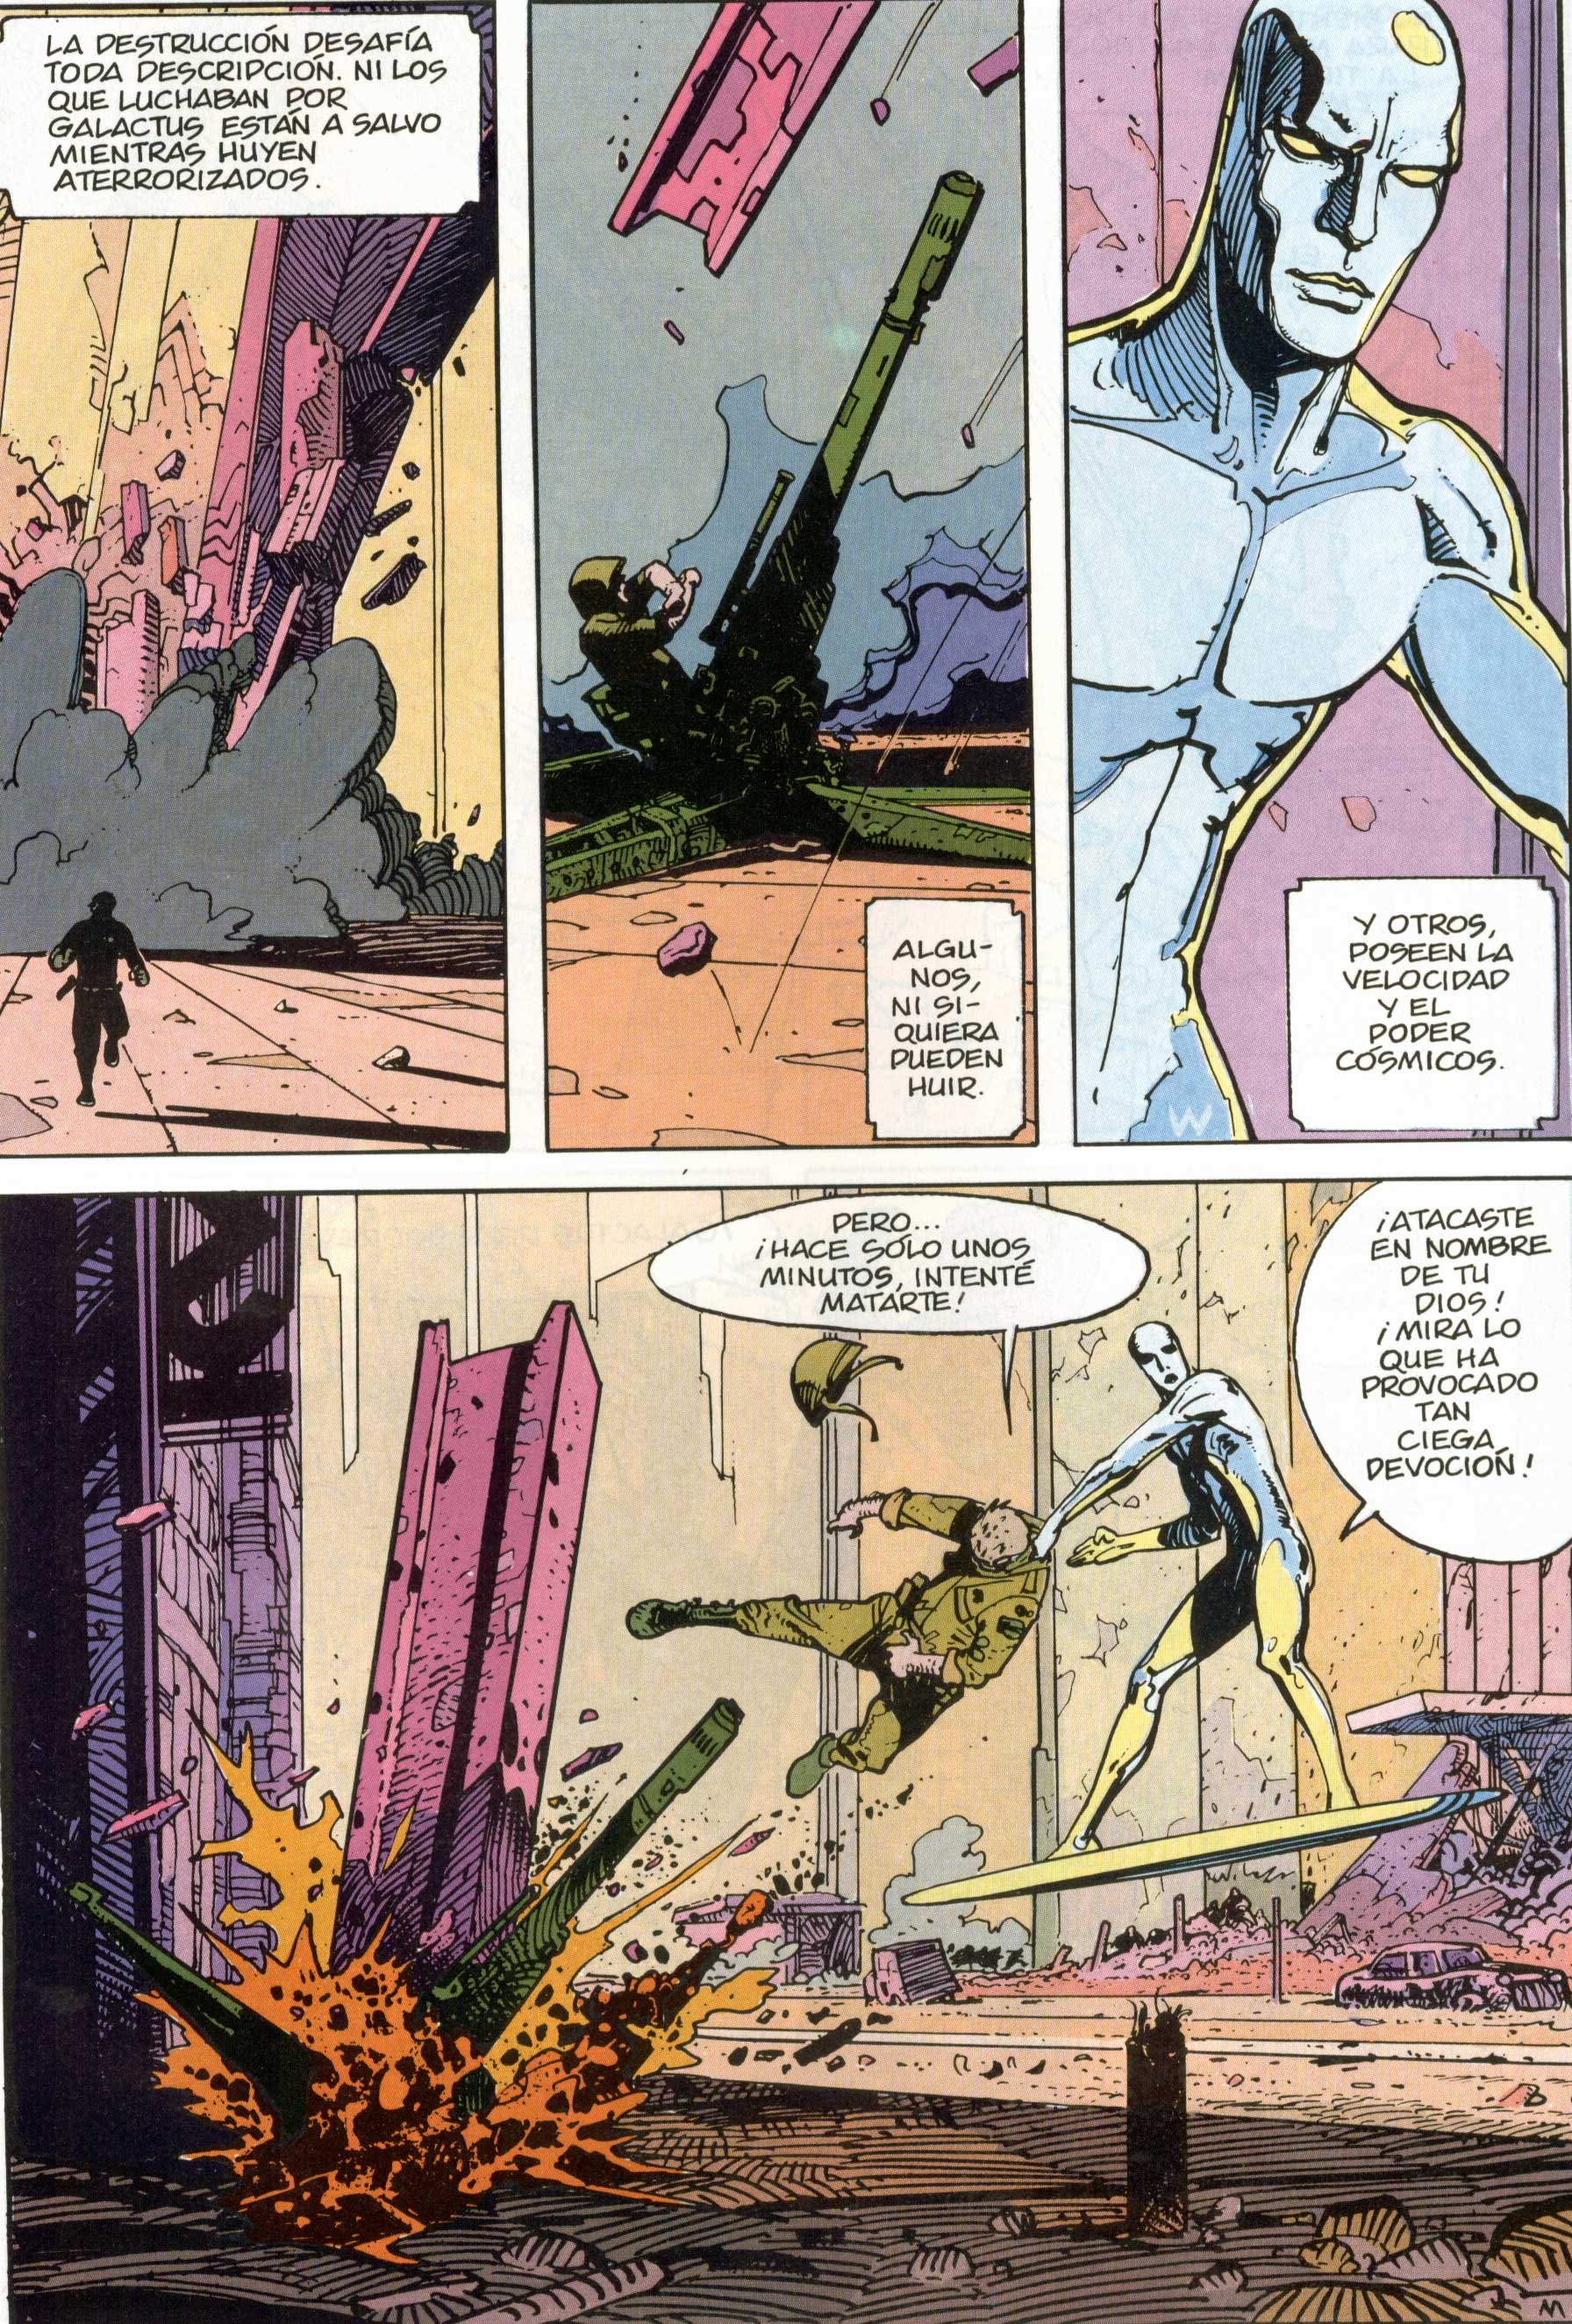 LA DESTRUCCIÓN DESAFÍA
TODA DESCRIPCIÓN. NI LOS
QUE LUCHABAN POR
GALACTUS ESTÁN A SALVO
MIENTRAS HUYEN
ATERRORIZADOS.
ALGU-
NOS,
NI SI-
QUIERA
PUEDEN
HUIR.
Y OTROS,
POSEEN LA
VELOCIDAD
Y EL
PODER
CÓSMICOS.
W
PERO...
¡HACE SÓLO UNOS
MINUTOS, INTENTÉ
MATARTE!
¡ATACASTE
EN NOMBRE
DE TU
DIOS!
¡MIRA LO
QUE HA
PROVOCADO
TAN
CIEGA
DEVOCIÓN!
M